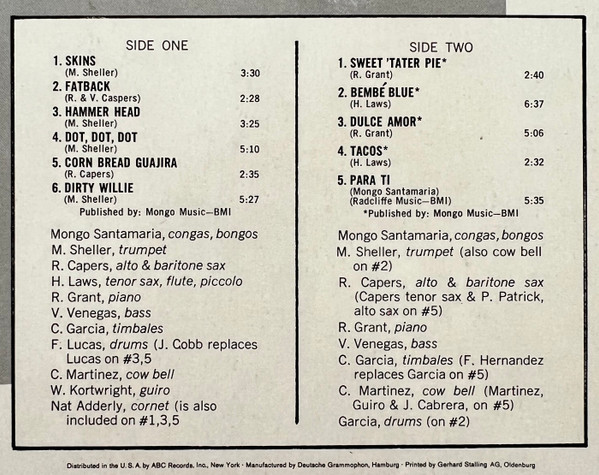 SIDE ONE
1. SKINS
(M. Sheller) 3:30
2. FATBACK
(R. & V. Caspers) 2:28
3. HAMMER HEAD
(M. Sheller) 3:25
4. DOT, DOT, DOT
(M. Sheller) 5:10
5. CORN BREAD GUAJIRA
(R. Capers) 2:35
6. DIRTY WILLIE
(M. Sheller) 5:27
Published by: Mongo Music—BMI
Mongo Santamaria, congas, bongos
M. Sheller, trumpet
R. Capers, alto & baritone sax
H. Laws, tenor sax, flute, piccolo
R. Grant, piano
V. Venegas, bass
C. Garcia, timbales
F. Lucas, drums (J. Cobb replaces
Lucas on #3,5
C. Martinez, cow bell
W. Kortwright, guiro
Nat Adderly, cornet (is also
included on #1,3,5
SIDE TWO
1. SWEET 'TATER PIE*
(R. Grant) 2:40
2. BEMBÉ BLUE*
(H. Laws) 6:37
3. DULCE AMOR*
(R. Grant) 5:06
4. TACOS*
(H. Laws) 2:32
5. PARA TI
(Mongo Santamaria)
(Radcliffe Music—BMI) 5:35
*Published by: Mongo Music—BMI
Mongo Santamaria, congas, bongos
M. Sheller, trumpet (also cow bell
on #2)
R. Capers, alto & baritone sax
(Capers tenor sax & P. Patrick,
alto sax on #5)
R. Grant, piano
V. Venegas, bass
C. Garcia, timbales (F. Hernandez
replaces Garcia on #5)
C. Martinez, cow bell (Martinez,
Guiro & J. Cabrera, on #5)
Garcia, drums (on #2)
Distributed in the U. S. A. by ABC Records, Inc., New York · Manufactured by Deutsche Grammophon, Hamburg · Printed by Gerhard Stalling AG, Oldenburg